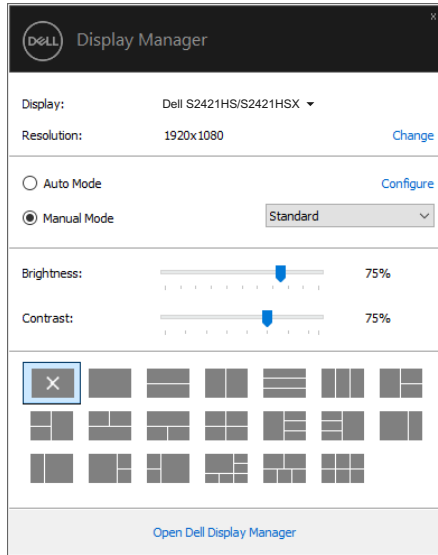 x
DELL Display Manager
Display: Dell S2421HS/S2421HSX
Resolution: 1920x1080 Change
Auto Mode Configure
Manual Mode Standard
Brightness: 75%
Contrast: 75%
Open Dell Display Manager